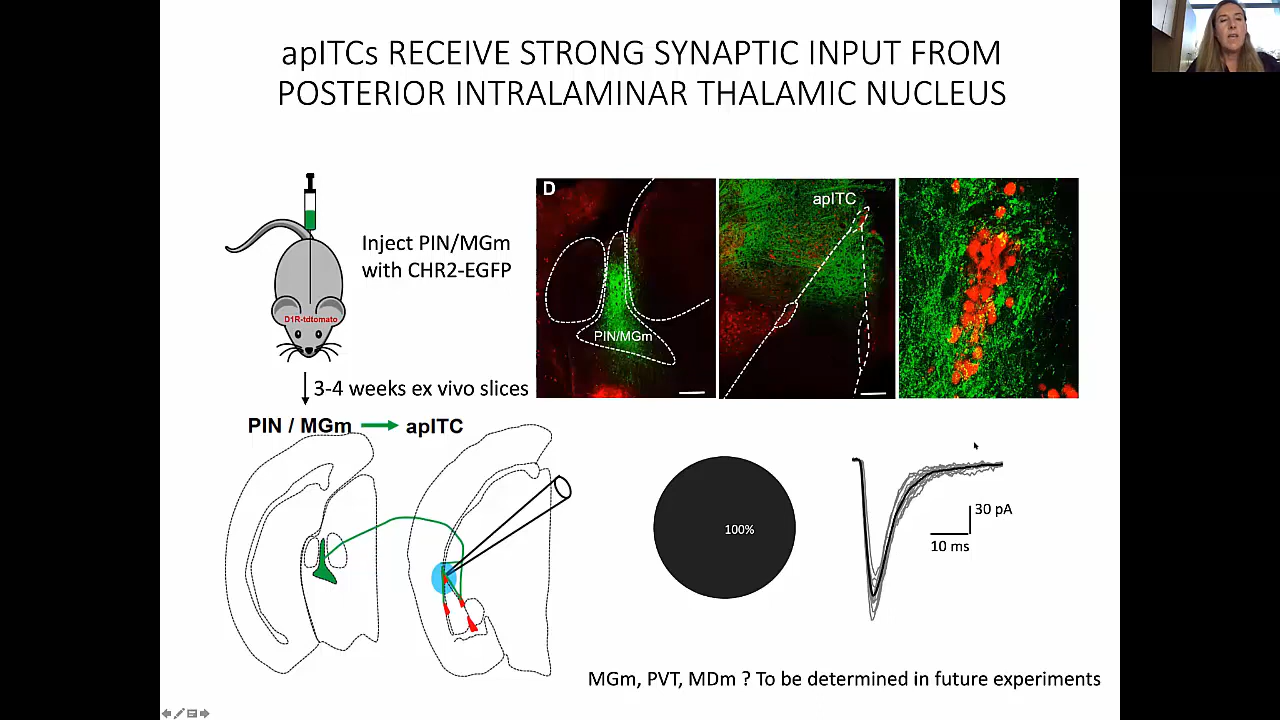 apITCs RECEIVE STRONG SYNAPTIC INPUT FROM
POSTERIOR INTRALAMINAR THALAMIC NUCLEUS
Inject PIN/MGm
with CHR2-EGFP
D1R-tdtomato
3-4 weeks ex vivo slices
D
PIN/MGm
apITC
PIN / MGm
apITC
100%
30 pA
10 ms
MGm, PVT, MDm ? To be determined in future experiments